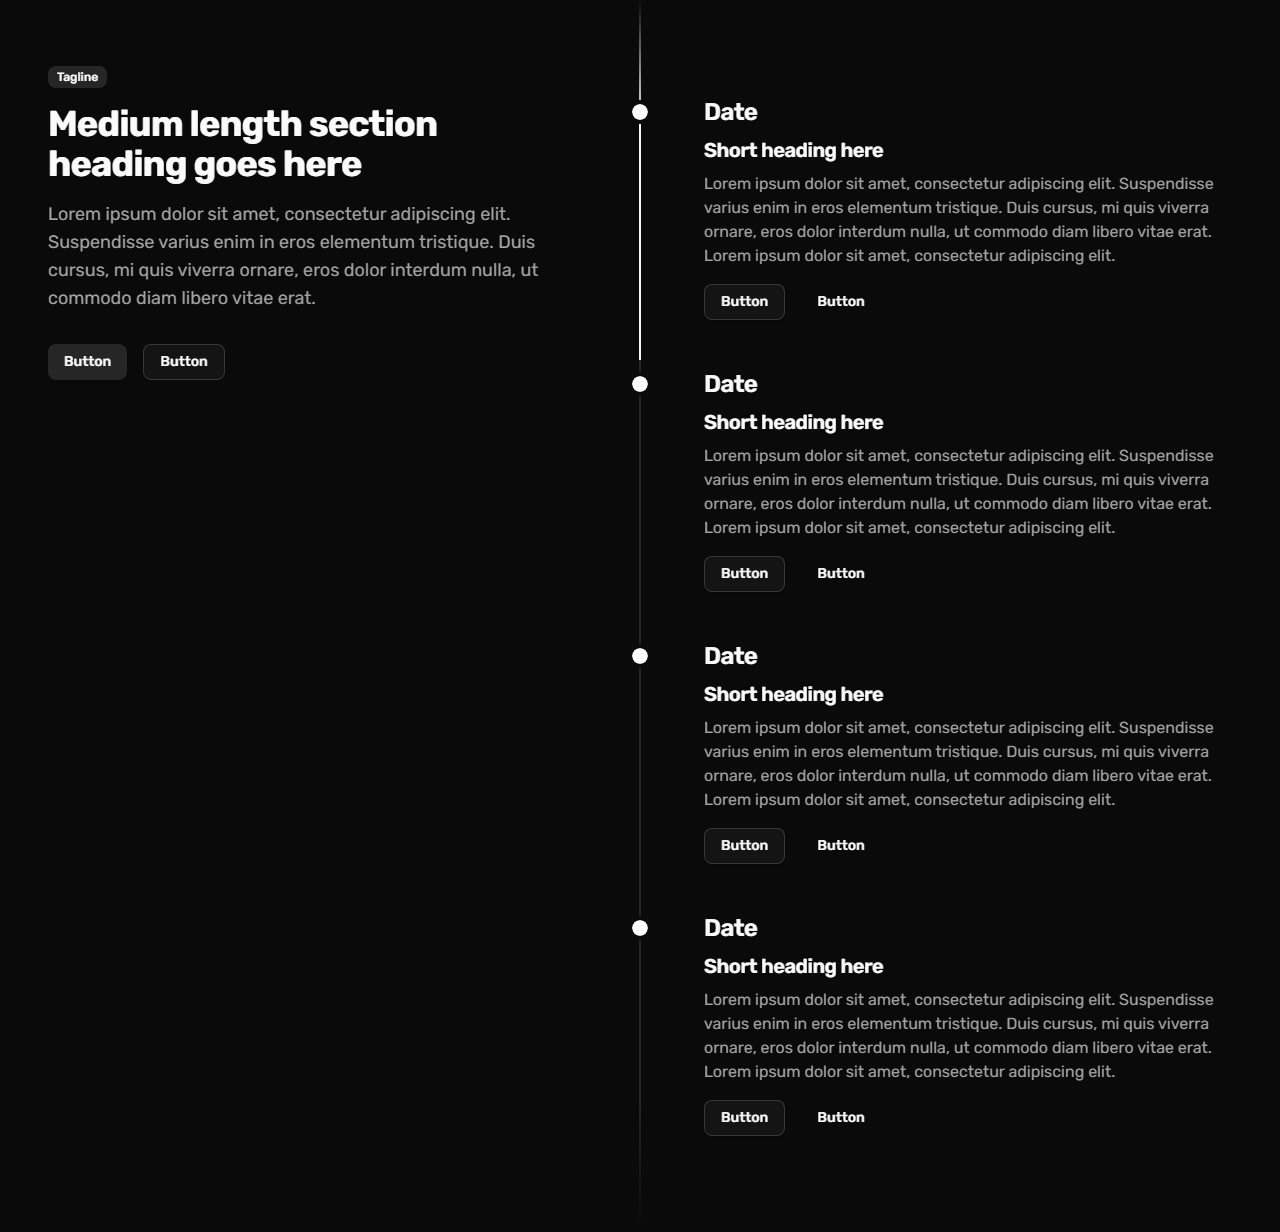 Tagline
Medium length section
heading goes here
Lorem ipsum dolor sit amet, consectetur adipiscing elit.
Suspendisse varius enim in eros elementum tristique. Duis
cursus, mi quis viverra ornare, eros dolor interdum nulla, ut
commodo diam libero vitae erat.
Button Button
Date
Short heading here
Lorem ipsum dolor sit amet, consectetur adipiscing elit. Suspendisse
varius enim in eros elementum tristique. Duis cursus, mi quis viverra
ornare, eros dolor interdum nulla, ut commodo diam libero vitae erat.
Lorem ipsum dolor sit amet, consectetur adipiscing elit.
Button Button
Date
Short heading here
Lorem ipsum dolor sit amet, consectetur adipiscing elit. Suspendisse
varius enim in eros elementum tristique. Duis cursus, mi quis viverra
ornare, eros dolor interdum nulla, ut commodo diam libero vitae erat.
Lorem ipsum dolor sit amet, consectetur adipiscing elit.
Button Button
Date
Short heading here
Lorem ipsum dolor sit amet, consectetur adipiscing elit. Suspendisse
varius enim in eros elementum tristique. Duis cursus, mi quis viverra
ornare, eros dolor interdum nulla, ut commodo diam libero vitae erat.
Lorem ipsum dolor sit amet, consectetur adipiscing elit.
Button Button
Date
Short heading here
Lorem ipsum dolor sit amet, consectetur adipiscing elit. Suspendisse
varius enim in eros elementum tristique. Duis cursus, mi quis viverra
ornare, eros dolor interdum nulla, ut commodo diam libero vitae erat.
Lorem ipsum dolor sit amet, consectetur adipiscing elit.
Button Button